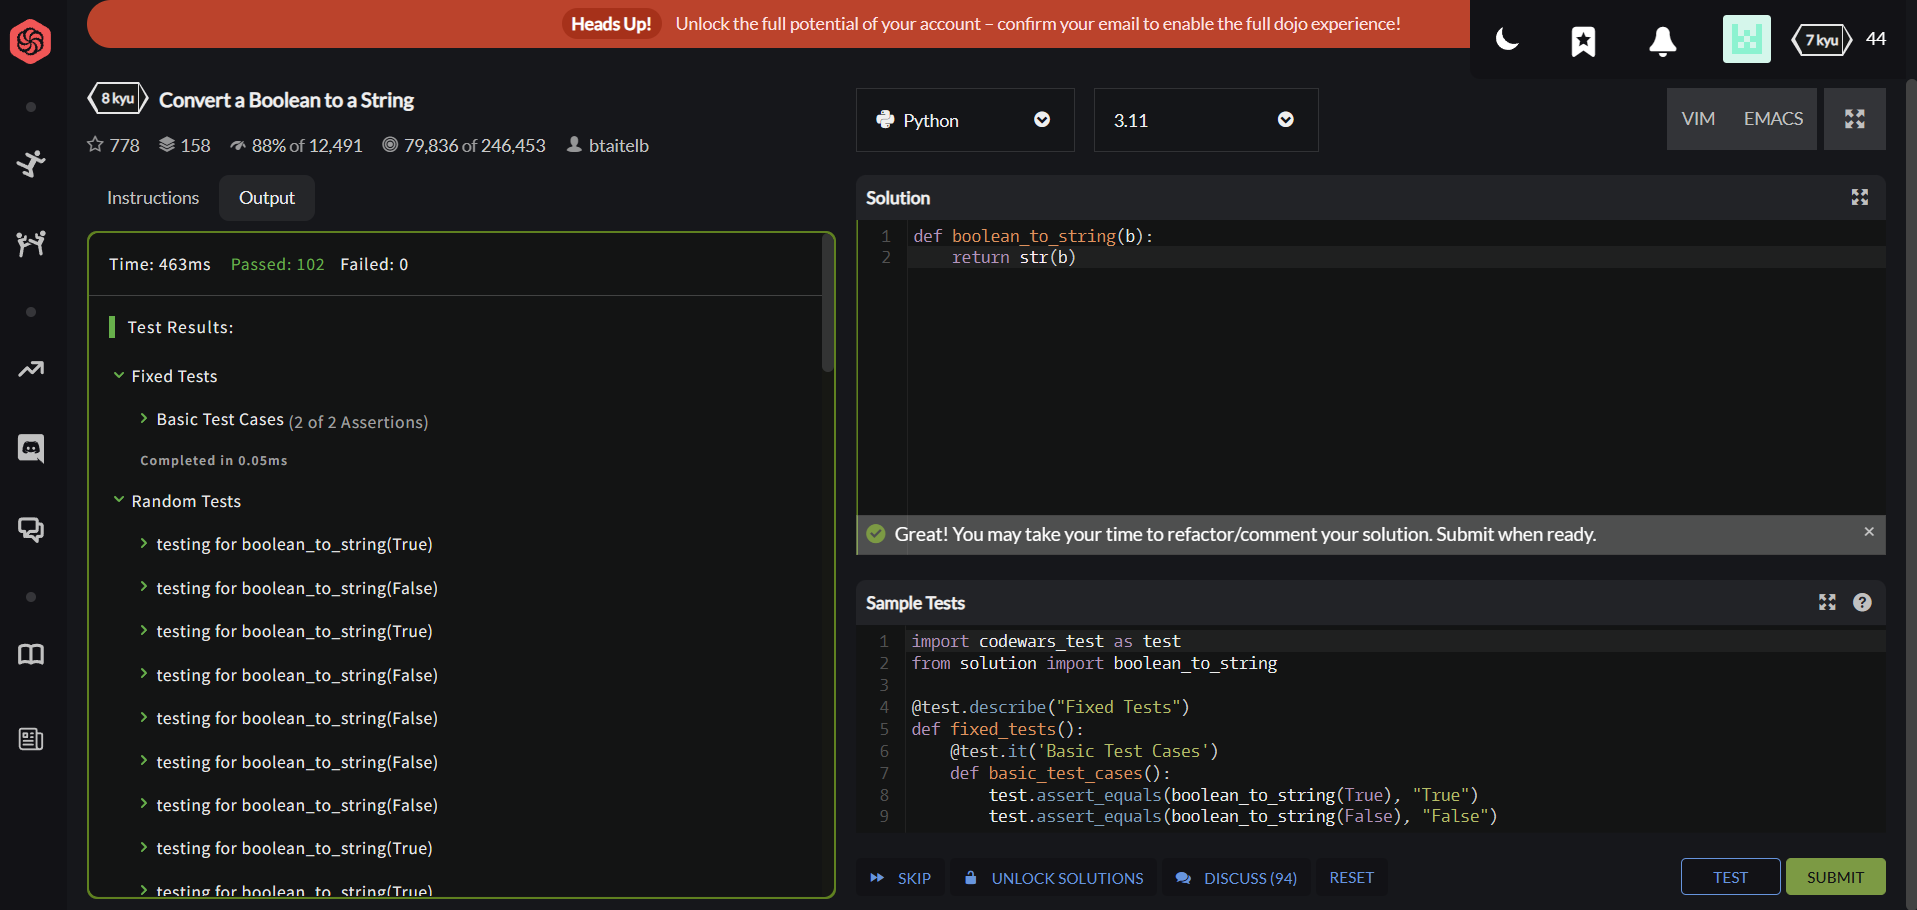 Heads Up! Unlock the full potential of your account – confirm your email to enable the full dojo experience!
7 kyu 44
8 kyu Convert a Boolean to a String
778 158 88% of 12,491 79,836 of 246,453 btaitelb
Instructions Output
Time: 463ms Passed: 102 Failed: 0
Test Results:
Fixed Tests
Basic Test Cases (2 of 2 Assertions)
Completed in 0.05ms
Random Tests
testing for boolean_to_string(True)
testing for boolean_to_string(False)
testing for boolean_to_string(True)
testing for boolean_to_string(False)
testing for boolean_to_string(False)
testing for boolean_to_string(False)
testing for boolean_to_string(False)
testing for boolean_to_string(True)
testing for boolean_to_string(True)
Python 3.11 VIM EMACS
Solution
1 def boolean_to_string(b):
2 return str(b)
Great! You may take your time to refactor/comment your solution. Submit when ready.
Sample Tests
1 import codewars_test as test
2 from solution import boolean_to_string
3
4 @test.describe("Fixed Tests")
5 def fixed_tests():
6 @test.it('Basic Test Cases')
7 def basic_test_cases():
8 test.assert_equals(boolean_to_string(True), "True")
9 test.assert_equals(boolean_to_string(False), "False")
SKIP UNLOCK SOLUTIONS DISCUSS (94) RESET TEST SUBMIT